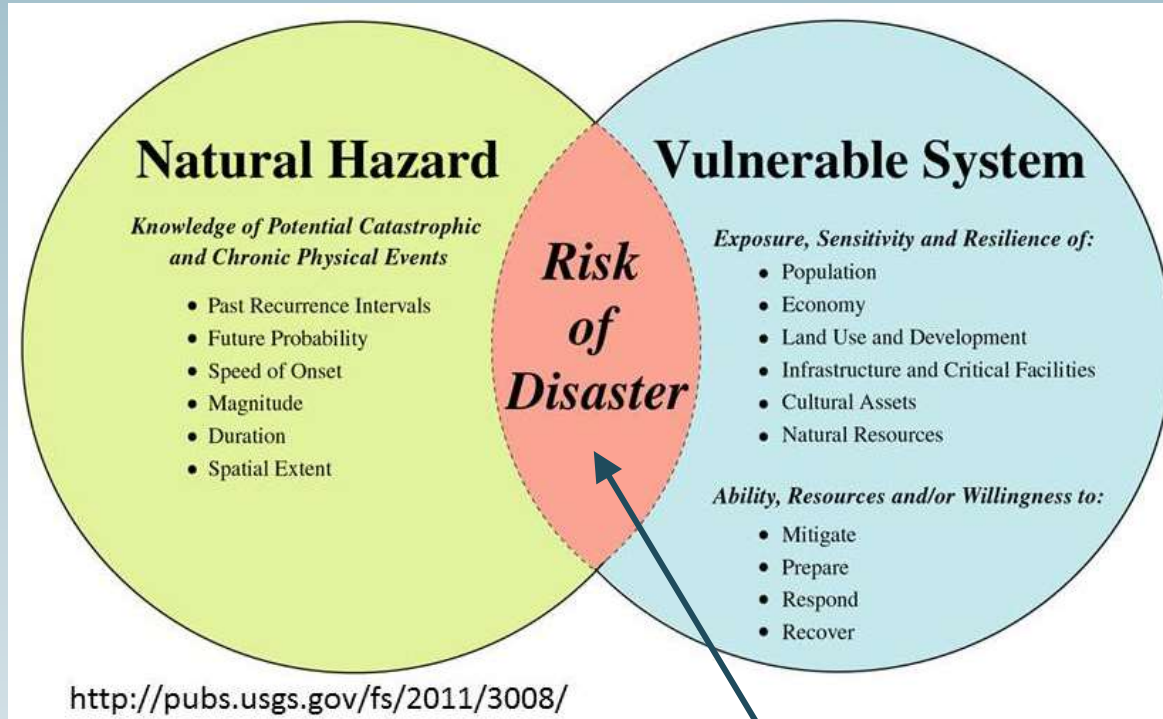 Natural Hazard
Knowledge of Potential Catastrophic
and Chronic Physical Events
• Past Recurrence Intervals
• Future Probability
• Speed of Onset
• Magnitude
• Duration
• Spatial Extent
Risk
of
Disaster
Vulnerable System
Exposure, Sensitivity and Resilience of:
• Population
• Economy
• Land Use and Development
• Infrastructure and Critical Facilities
• Cultural Assets
• Natural Resources
Ability, Resources and/or Willingness to:
• Mitigate
• Prepare
• Respond
• Recover
http://pubs.usgs.gov/fs/2011/3008/